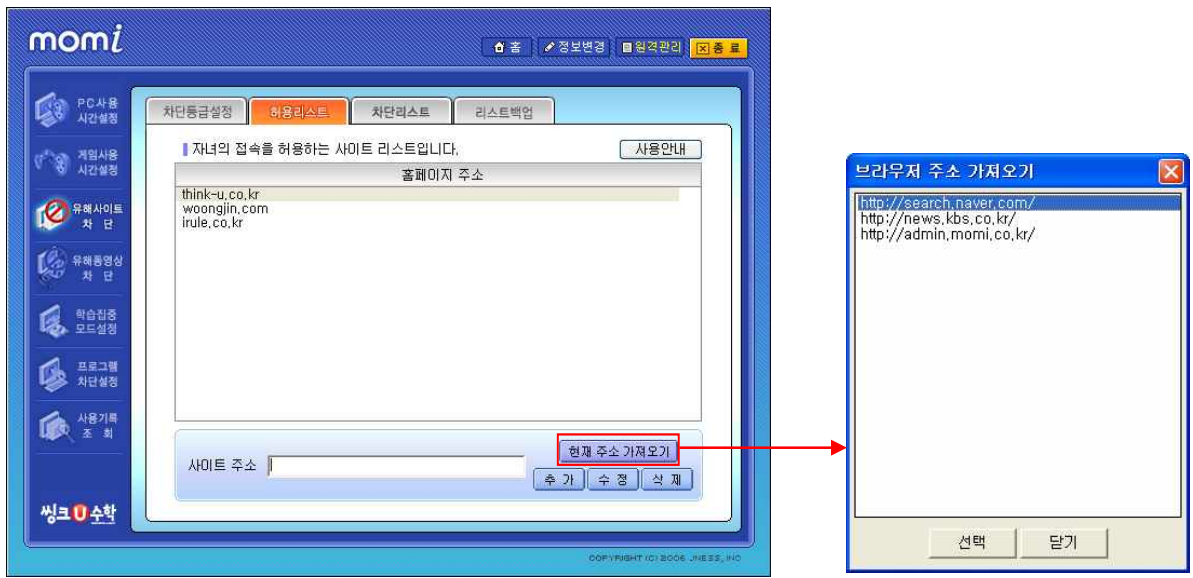 momi
홈
정보변경
원격관리
종 료
PC사용
시간설정
게임사용
시간설정
유해사이트
차 단
유해동영상
차 단
학습집중
모드설정
프로그램
차단설정
사용기록
조 회
씽크U수학
차단등급설정
허용리스트
차단리스트
리스트백업
자녀의 접속을 허용하는 사이트 리스트입니다.
사용안내
홈페이지 주소
think-u.co.kr
woongjin.com
irule.co.kr
사이트 주소
현재 주소 가져오기
추 가
수 정
삭 제
COPYRIGHT (C) 2006 JNESS, INC
브라우저 주소 가져오기
http://search.naver.com/
http://news.kbs.co.kr/
http://admin.momi.co.kr/
선택
닫기